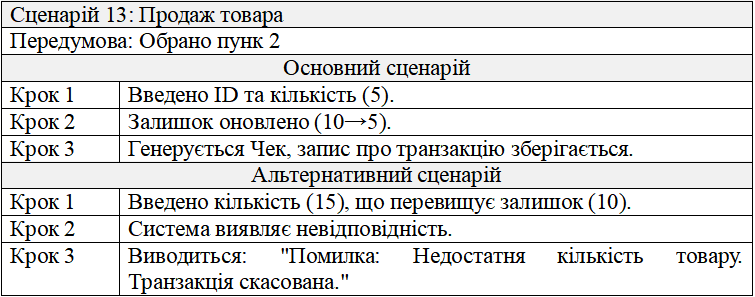 Сценарій 13: Продаж товара
Передумова: Обрано пунк 2
Основний сценарій
Крок 1 Введено ID та кількість (5).
Крок 2 Залишок оновлено (10→5).
Крок 3 Генерується Чек, запис про транзакцію зберігається.
Альтернативний сценарій
Крок 1 Введено кількість (15), що перевищує залишок (10).
Крок 2 Система виявляє невідповідність.
Крок 3 Виводиться: "Помилка: Недостатня кількість товару.
Транзакція скасована."